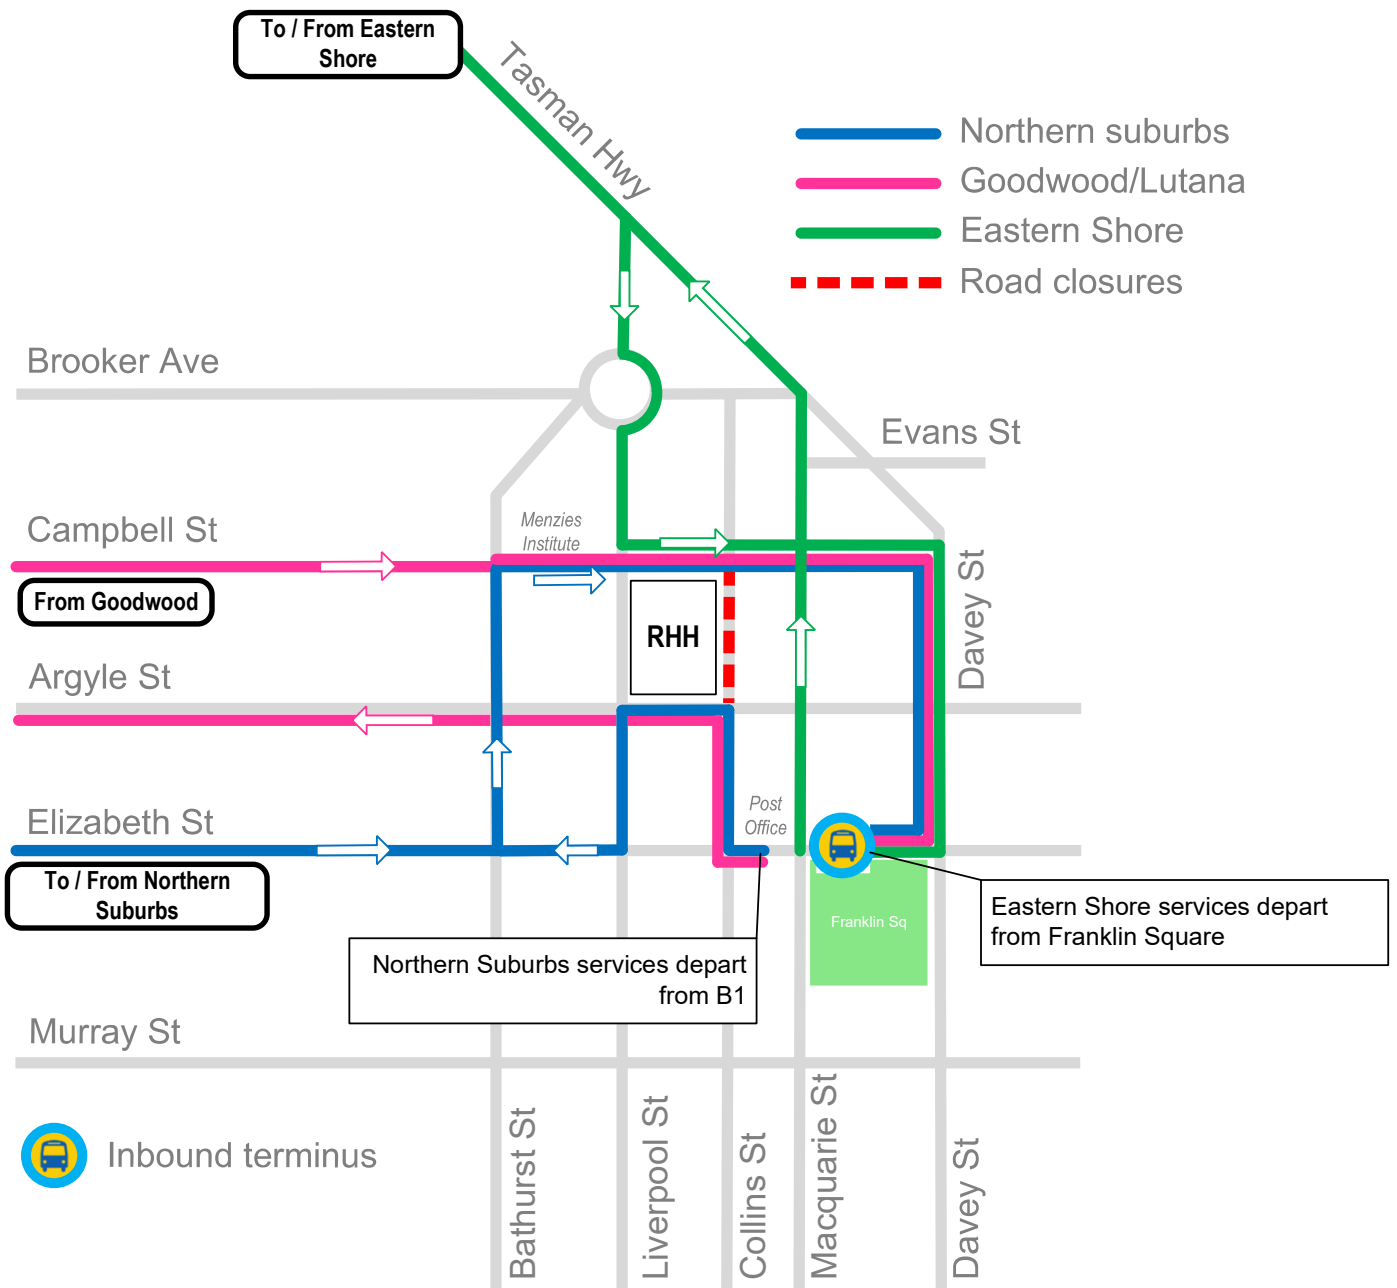 To / From Eastern
Shore
Tasman Hwy
Northern suburbs
Goodwood/Lutana
Eastern Shore
Road closures
Brooker Ave
Evans St
Campbell St
Menzies
Institute
From Goodwood
RHH
Davey St
Argyle St
Elizabeth St
Post
Office
To / From Northern
Suburbs
Franklin Sq
Eastern Shore services depart
from Franklin Square
Northern Suburbs services depart
from B1
Murray St
Bathurst St
Liverpool St
Collins St
Macquarie St
Davey St
Inbound terminus